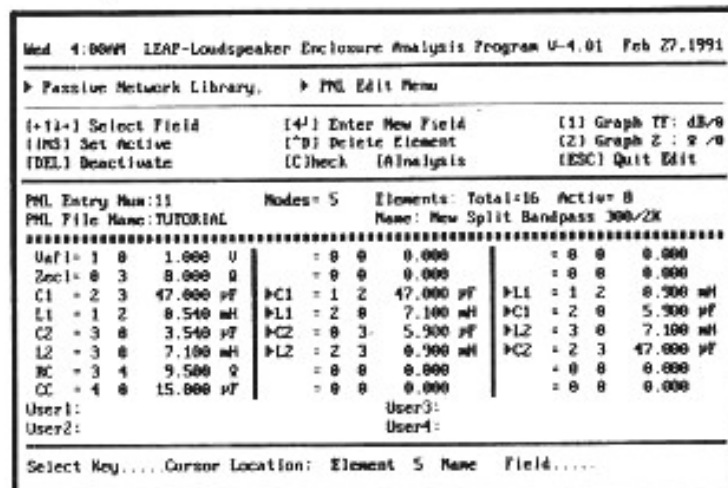 Wed 4:00AM LEAP-Loudspeaker Enclosure Analysis Program V-4.01 Feb 27,1991
▶ Passive Network Library, ▶ PNL Edit Menu
[←↑↓→] Select Field [4┘] Enter New Field [1] Graph TF: dB/θ
[INS] Set Active [^D] Delete Element [2] Graph Z : Ω /θ
[DEL] Deactivate [C]heck [A]nalysis [ESC] Quit Edit
PNL Entry Num:11 Nodes= 5 Elements: Total=16 Active= 8
PNL File Name:TUTORIAL Name: New Split Bandpass 300/2K
= 1 0 1.000 V = 0 0 0.000 = 0 0 0.000
= 0 3 8.000 Ω = 0 0 0.000 = 0 0 0.000
C1 = 2 3 47.000 µF ▶C1 = 1 2 47.000 µF ▶L1 = 1 2 0.900 mH
L1 = 1 2 0.540 mH ▶L1 = 2 0 7.100 mH ▶C1 = 2 0 5.900 µF
C2 = 3 0 3.540 µF ▶C2 = 0 3 5.900 µF ▶L2 = 3 0 7.100 mH
L2 = 3 0 7.100 mH ▶L2 = 2 3 0.900 mH ▶C2 = 2 3 47.000 µF
RC = 3 4 9.500 Ω = 0 0 0.000 = 0 0 0.000
CC = 4 0 15.000 µF = 0 0 0.000 = 0 0 0.000
User1: User3:
User2: User4:
Select Key.....Cursor Location: Element 5 Name Field.....